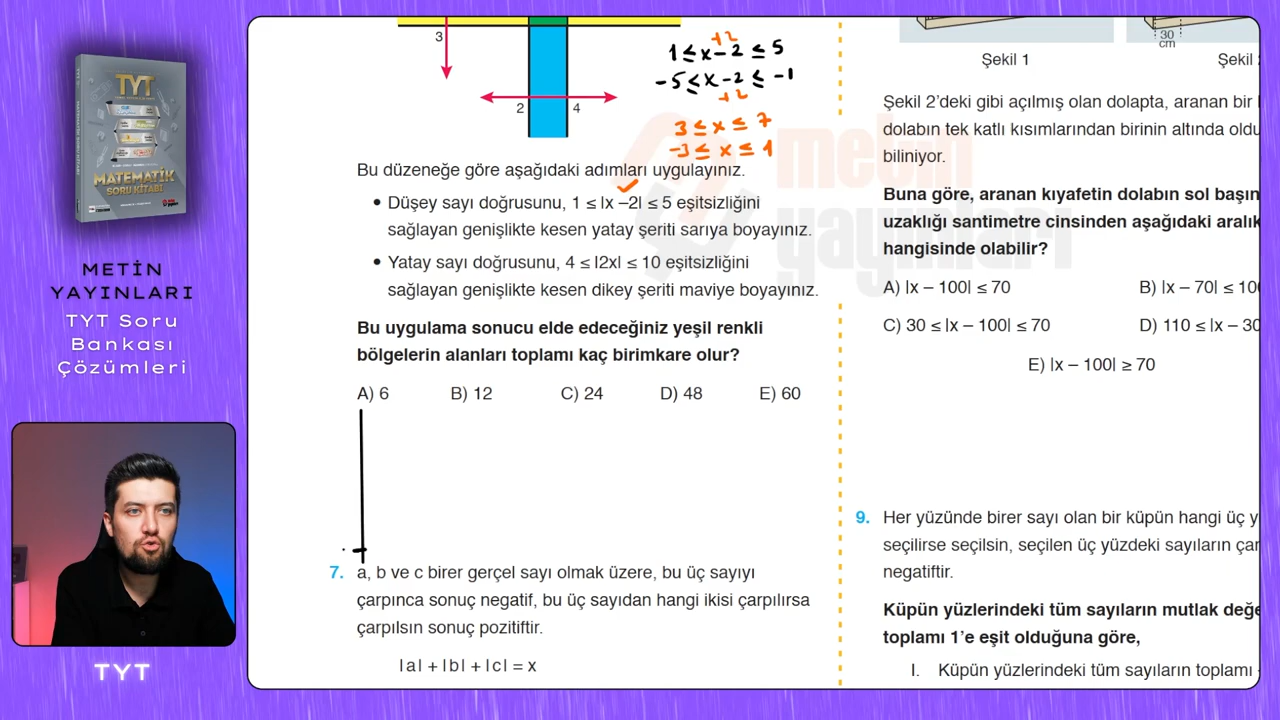 TYT
MATEMATİK
SORU KİTABI
METİN
YAYINLARI
TYT Soru
Bankası
Çözümleri
TYT
3
2
4
+2
1 ≤ x − 2 ≤ 5
−5 ≤ x − 2 ≤ −1
+2
3 ≤ x ≤ 7
−3 ≤ x ≤ 1
metin
yayınları
Bu düzeneğe göre aşağıdaki adımları uygulayınız.
• Düşey sayı doğrusunu, 1 ≤ |x −2| ≤ 5 eşitsizliğini
sağlayan genişlikte kesen yatay şeriti sarıya boyayınız.
• Yatay sayı doğrusunu, 4 ≤ |2x| ≤ 10 eşitsizliğini
sağlayan genişlikte kesen dikey şeriti maviye boyayınız.
Bu uygulama sonucu elde edeceğiniz yeşil renkli
bölgelerin alanları toplamı kaç birimkare olur?
A) 6 B) 12 C) 24 D) 48 E) 60
7. a, b ve c birer gerçel sayı olmak üzere, bu üç sayıyı
çarpınca sonuç negatif, bu üç sayıdan hangi ikisi çarpılırsa
çarpılsın sonuç pozitiftir.
|a| + |b| + |c| = x
30
cm
Şekil 1 Şekil
Şekil 2’deki gibi açılmış olan dolapta, aranan bir
dolabın tek katlı kısımlarından birinin altında oldu
biliniyor.
Buna göre, aranan kıyafetin dolabın sol başın
uzaklığı santimetre cinsinden aşağıdaki aralık
hangisinde olabilir?
A) |x − 100| ≤ 70 B) |x − 70| ≤ 10
C) 30 ≤ |x − 100| ≤ 70 D) 110 ≤ |x − 30
E) |x − 100| ≥ 70
9. Her yüzünde birer sayı olan bir küpün hangi üç y
seçilirse seçilsin, seçilen üç yüzdeki sayıların çar
negatiftir.
Küpün yüzlerindeki tüm sayıların mutlak değe
toplamı 1’e eşit olduğuna göre,
I. Küpün yüzlerindeki tüm sayıların toplamı